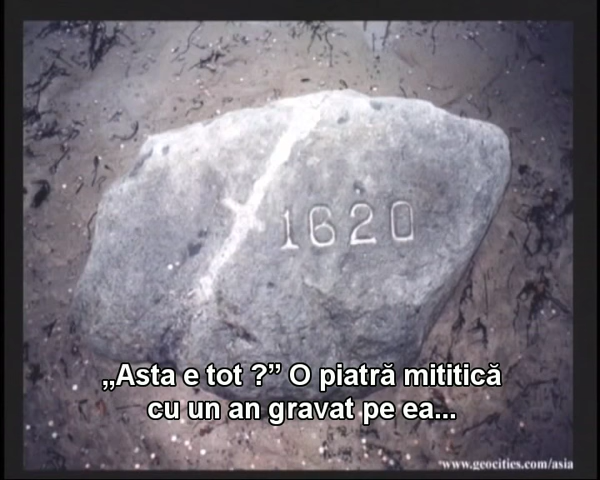 1620
„Asta e tot ?” O piatră mititică
cu un an gravat pe ea...
www.geocities.com/asia